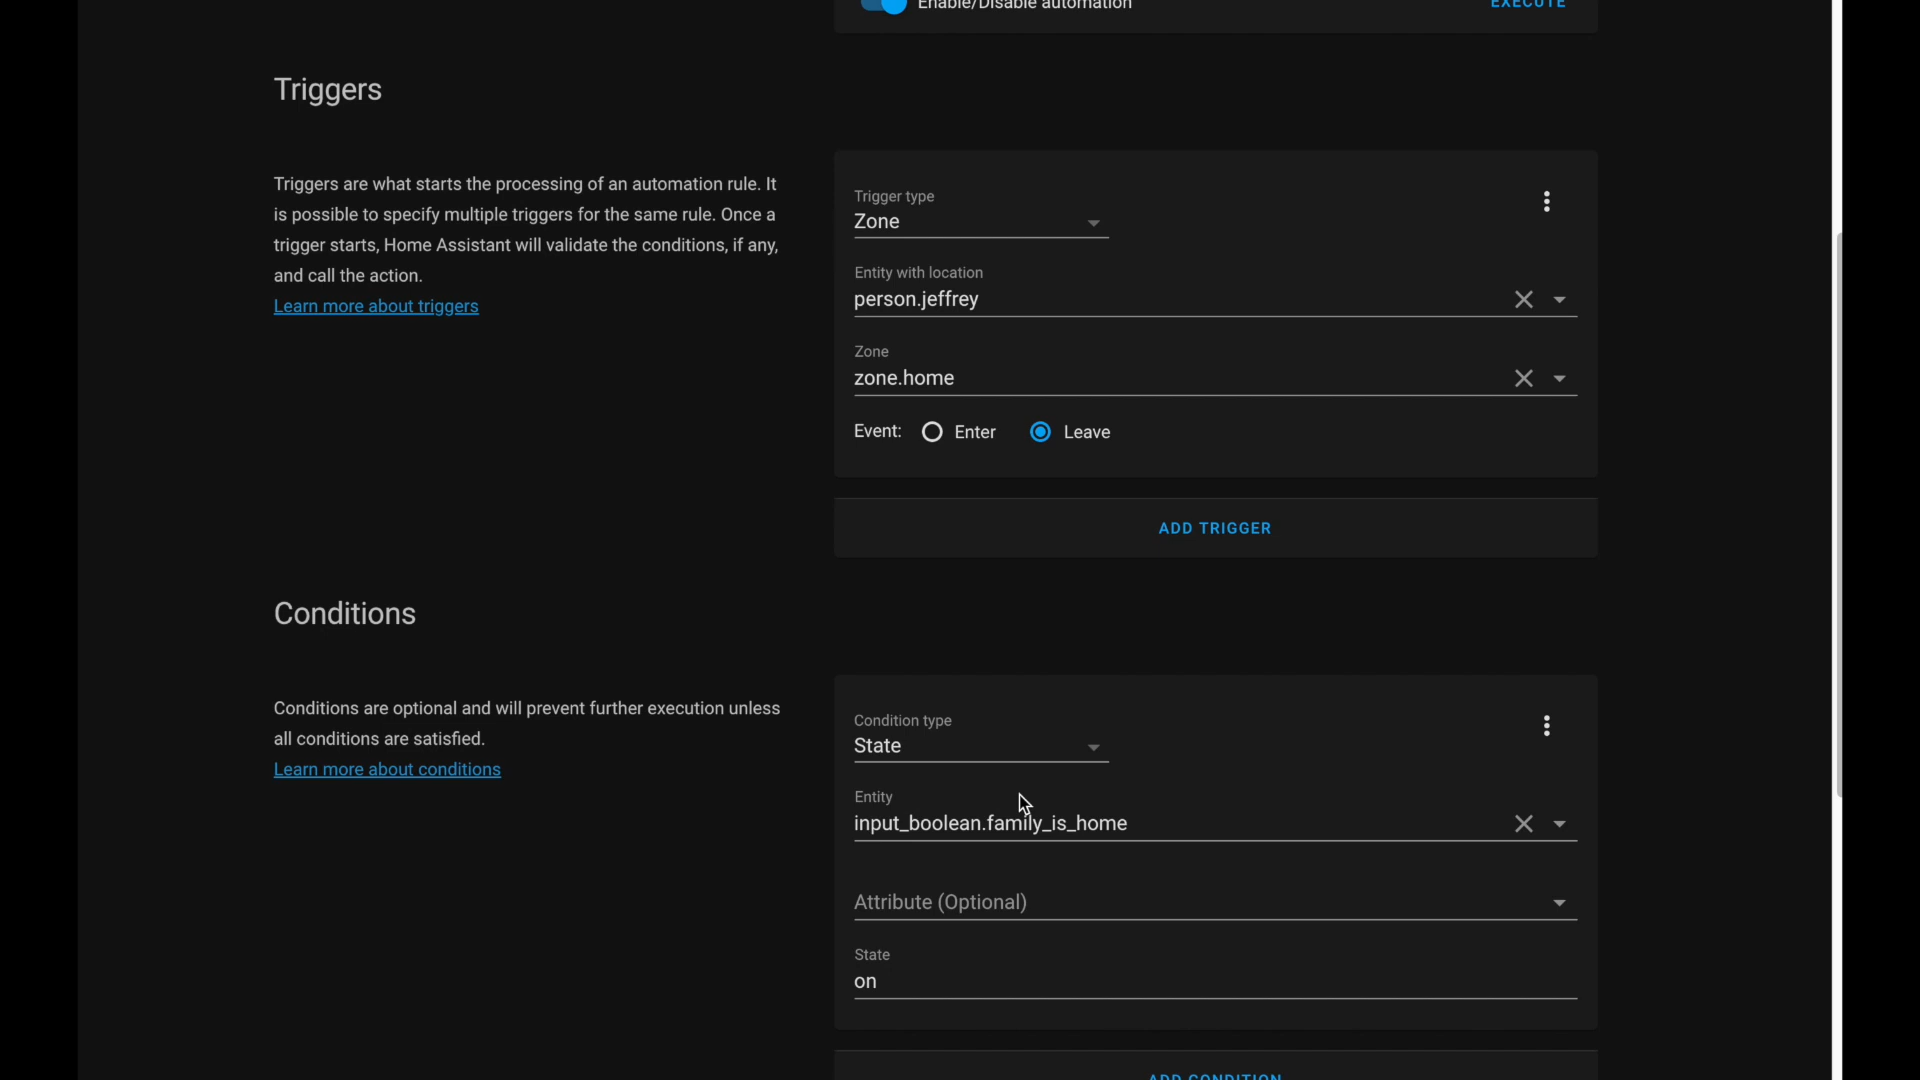 Enable/Disable automation
EXECUTE
Triggers
Triggers are what starts the processing of an automation rule. It
is possible to specify multiple triggers for the same rule. Once a
trigger starts, Home Assistant will validate the conditions, if any,
and call the action.
Learn more about triggers
Trigger type
Zone
Entity with location
person.jeffrey
Zone
zone.home
Event: Enter Leave
ADD TRIGGER
Conditions
Conditions are optional and will prevent further execution unless
all conditions are satisfied.
Learn more about conditions
Condition type
State
Entity
input_boolean.family_is_home
Attribute (Optional)
State
on
ADD CONDITION